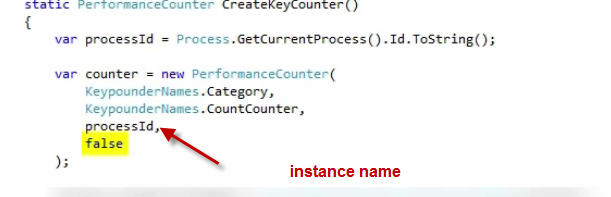 static PerformanceCounter CreateKeyCounter()
{
var processId = Process.GetCurrentProcess().Id.ToString();
var counter = new PerformanceCounter(
KeypounderNames.Category,
KeypounderNames.CountCounter,
processId,
false
);
instance name